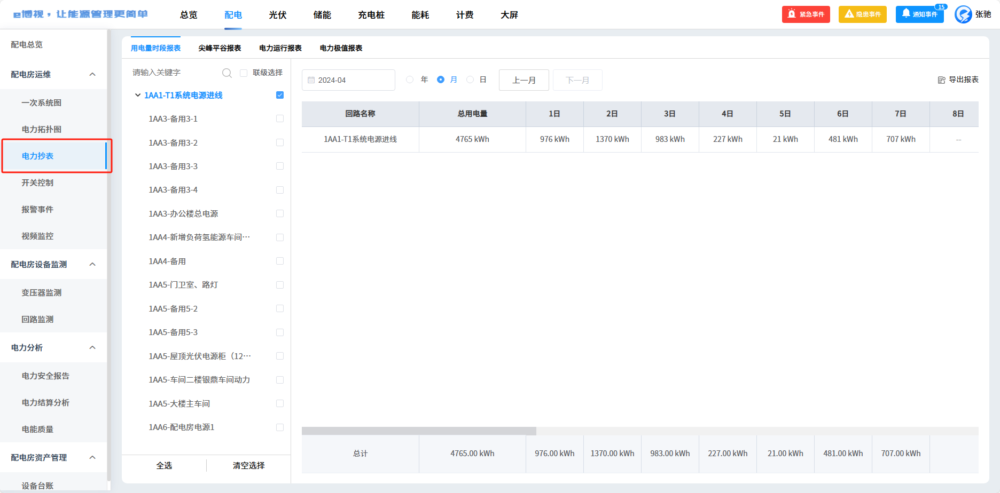 e博视，让能源管理更简单
总览 配电 光伏 储能 充电桩 能耗 计费 大屏
紧急事件 隐患事件 通知事件 15 张驰
配电总览
配电房运维
一次系统图
电力拓扑图
电力抄表
开关控制
报警事件
视频监控
配电房设备监测
变压器监测
回路监测
电力分析
电力安全报告
电力结算分析
电能质量
配电房资产管理
设备台账
用电量时段报表 尖峰平谷报表 电力运行报表 电力极值报表
请输入关键字 联级选择
1AA1-T1系统电源进线
1AA3-备用3-1
1AA3-备用3-2
1AA3-备用3-3
1AA3-备用3-4
1AA3-办公楼总电源
1AA4-新增负荷氢能源车间···
1AA4-备用
1AA5-门卫室、路灯
1AA5-备用5-2
1AA5-备用5-3
1AA5-屋顶光伏电源柜（12···
1AA5-车间二楼银鼎车间动力
1AA5-大楼主车间
1AA6-配电房电源1
全选 清空选择
2024-04 年 月 日 上一月 下一月 导出报表
回路名称 总用电量 1日 2日 3日 4日 5日 6日 7日 8日
1AA1-T1系统电源进线 4765 kWh 976 kWh 1370 kWh 983 kWh 227 kWh 21 kWh 481 kWh 707 kWh --
总计 4765.00 kWh 976.00 kWh 1370.00 kWh 983.00 kWh 227.00 kWh 21.00 kWh 481.00 kWh 707.00 kWh